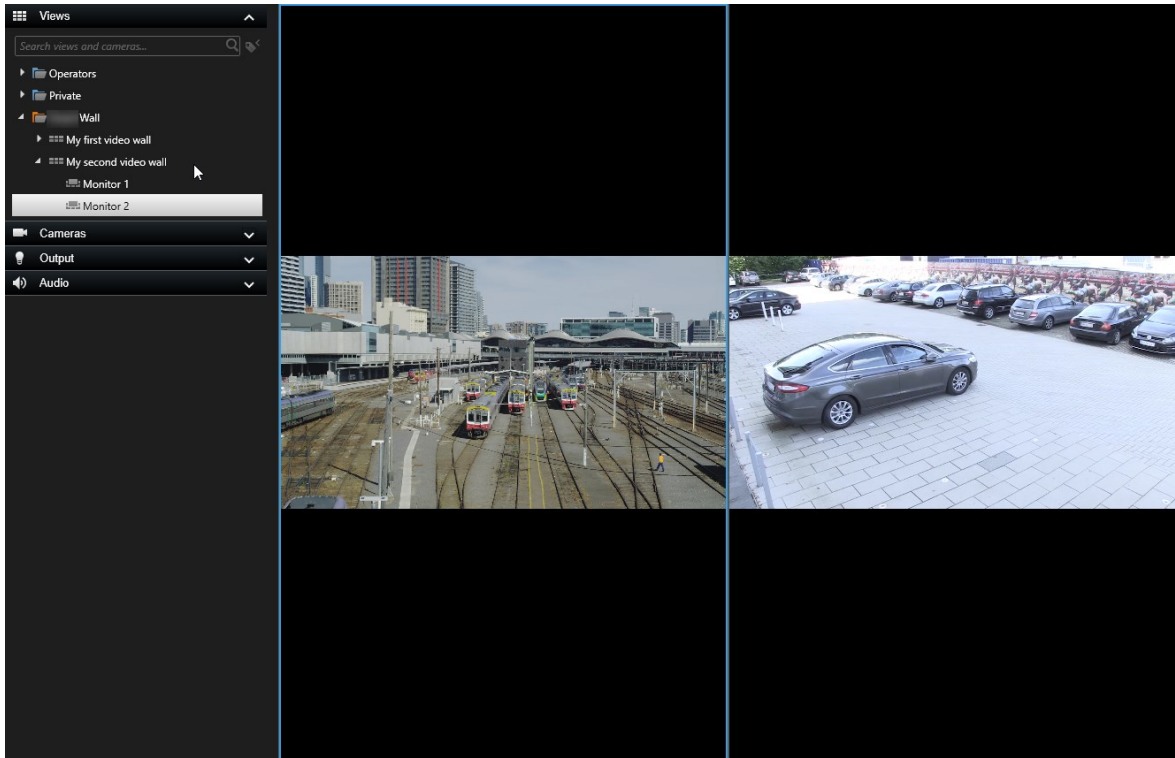 Views
Search views and cameras...
Operators
Private
Wall
My first video wall
My second video wall
Monitor 1
Monitor 2
Cameras
Output
Audio